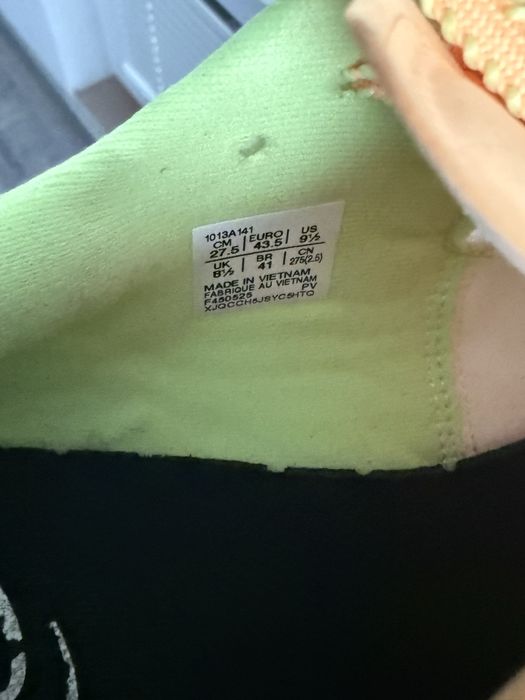 1013A141
CM EURO US
27.5 43.5 9½
UK BR CN
8½ 41 275(2.5)
MADE IN VIETNAM
FABRIQUE AU VIETNAM
F450525 PV
XJQCCH5JSYC5HTQ